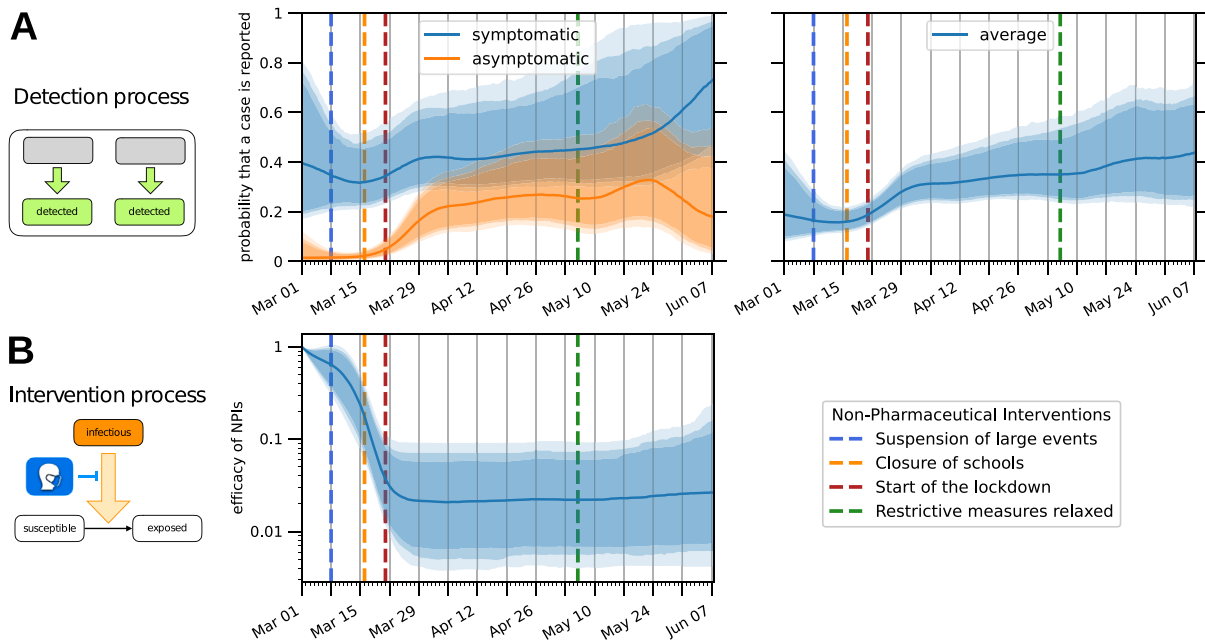 A
Detection process
detected
detected
probability that a case is reported
1
0.8
0.6
0.4
0.2
0
symptomatic
asymptomatic
Mar 01
Mar 15
Mar 29
Apr 12
Apr 26
May 10
May 24
Jun 07
average
Mar 01
Mar 15
Mar 29
Apr 12
Apr 26
May 10
May 24
Jun 07
B
Intervention process
infectious
susceptible
exposed
efficacy of NPIs
1
0.1
0.01
Mar 01
Mar 15
Mar 29
Apr 12
Apr 26
May 10
May 24
Jun 07
Non-Pharmaceutical Interventions
Suspension of large events
Closure of schools
Start of the lockdown
Restrictive measures relaxed